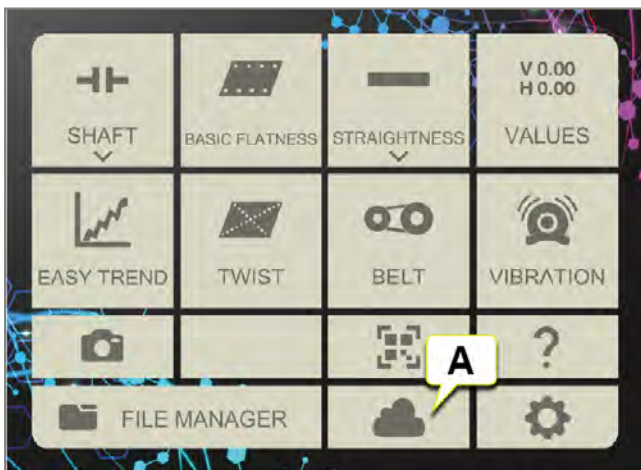 V 0.00
H 0.00
SHAFT
BASIC FLATNESS
STRAIGHTNESS
VALUES
EASY TREND
TWIST
BELT
VIBRATION
A
?
FILE MANAGER